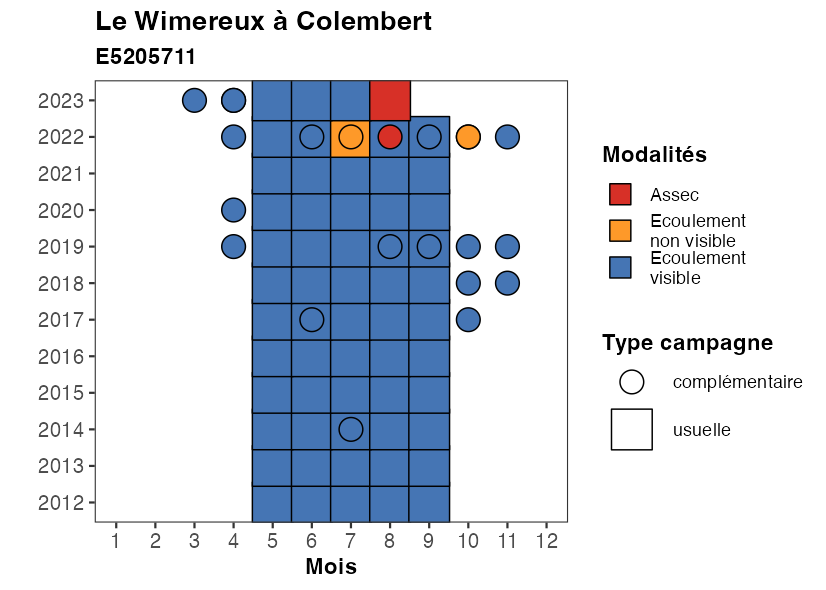 Le Wimereux à Colembert
E5205711
2023
2022
2021
2020
2019
2018
2017
2016
2015
2014
2013
2012
1 2 3 4 5 6 7 8 9 10 11 12
Mois
Modalités
Assec
Ecoulement
non visible
Ecoulement
visible
Type campagne
complémentaire
usuelle